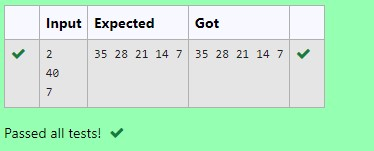 Input Expected Got
2 35 28 21 14 7 35 28 21 14 7
40
7
Passed all tests!